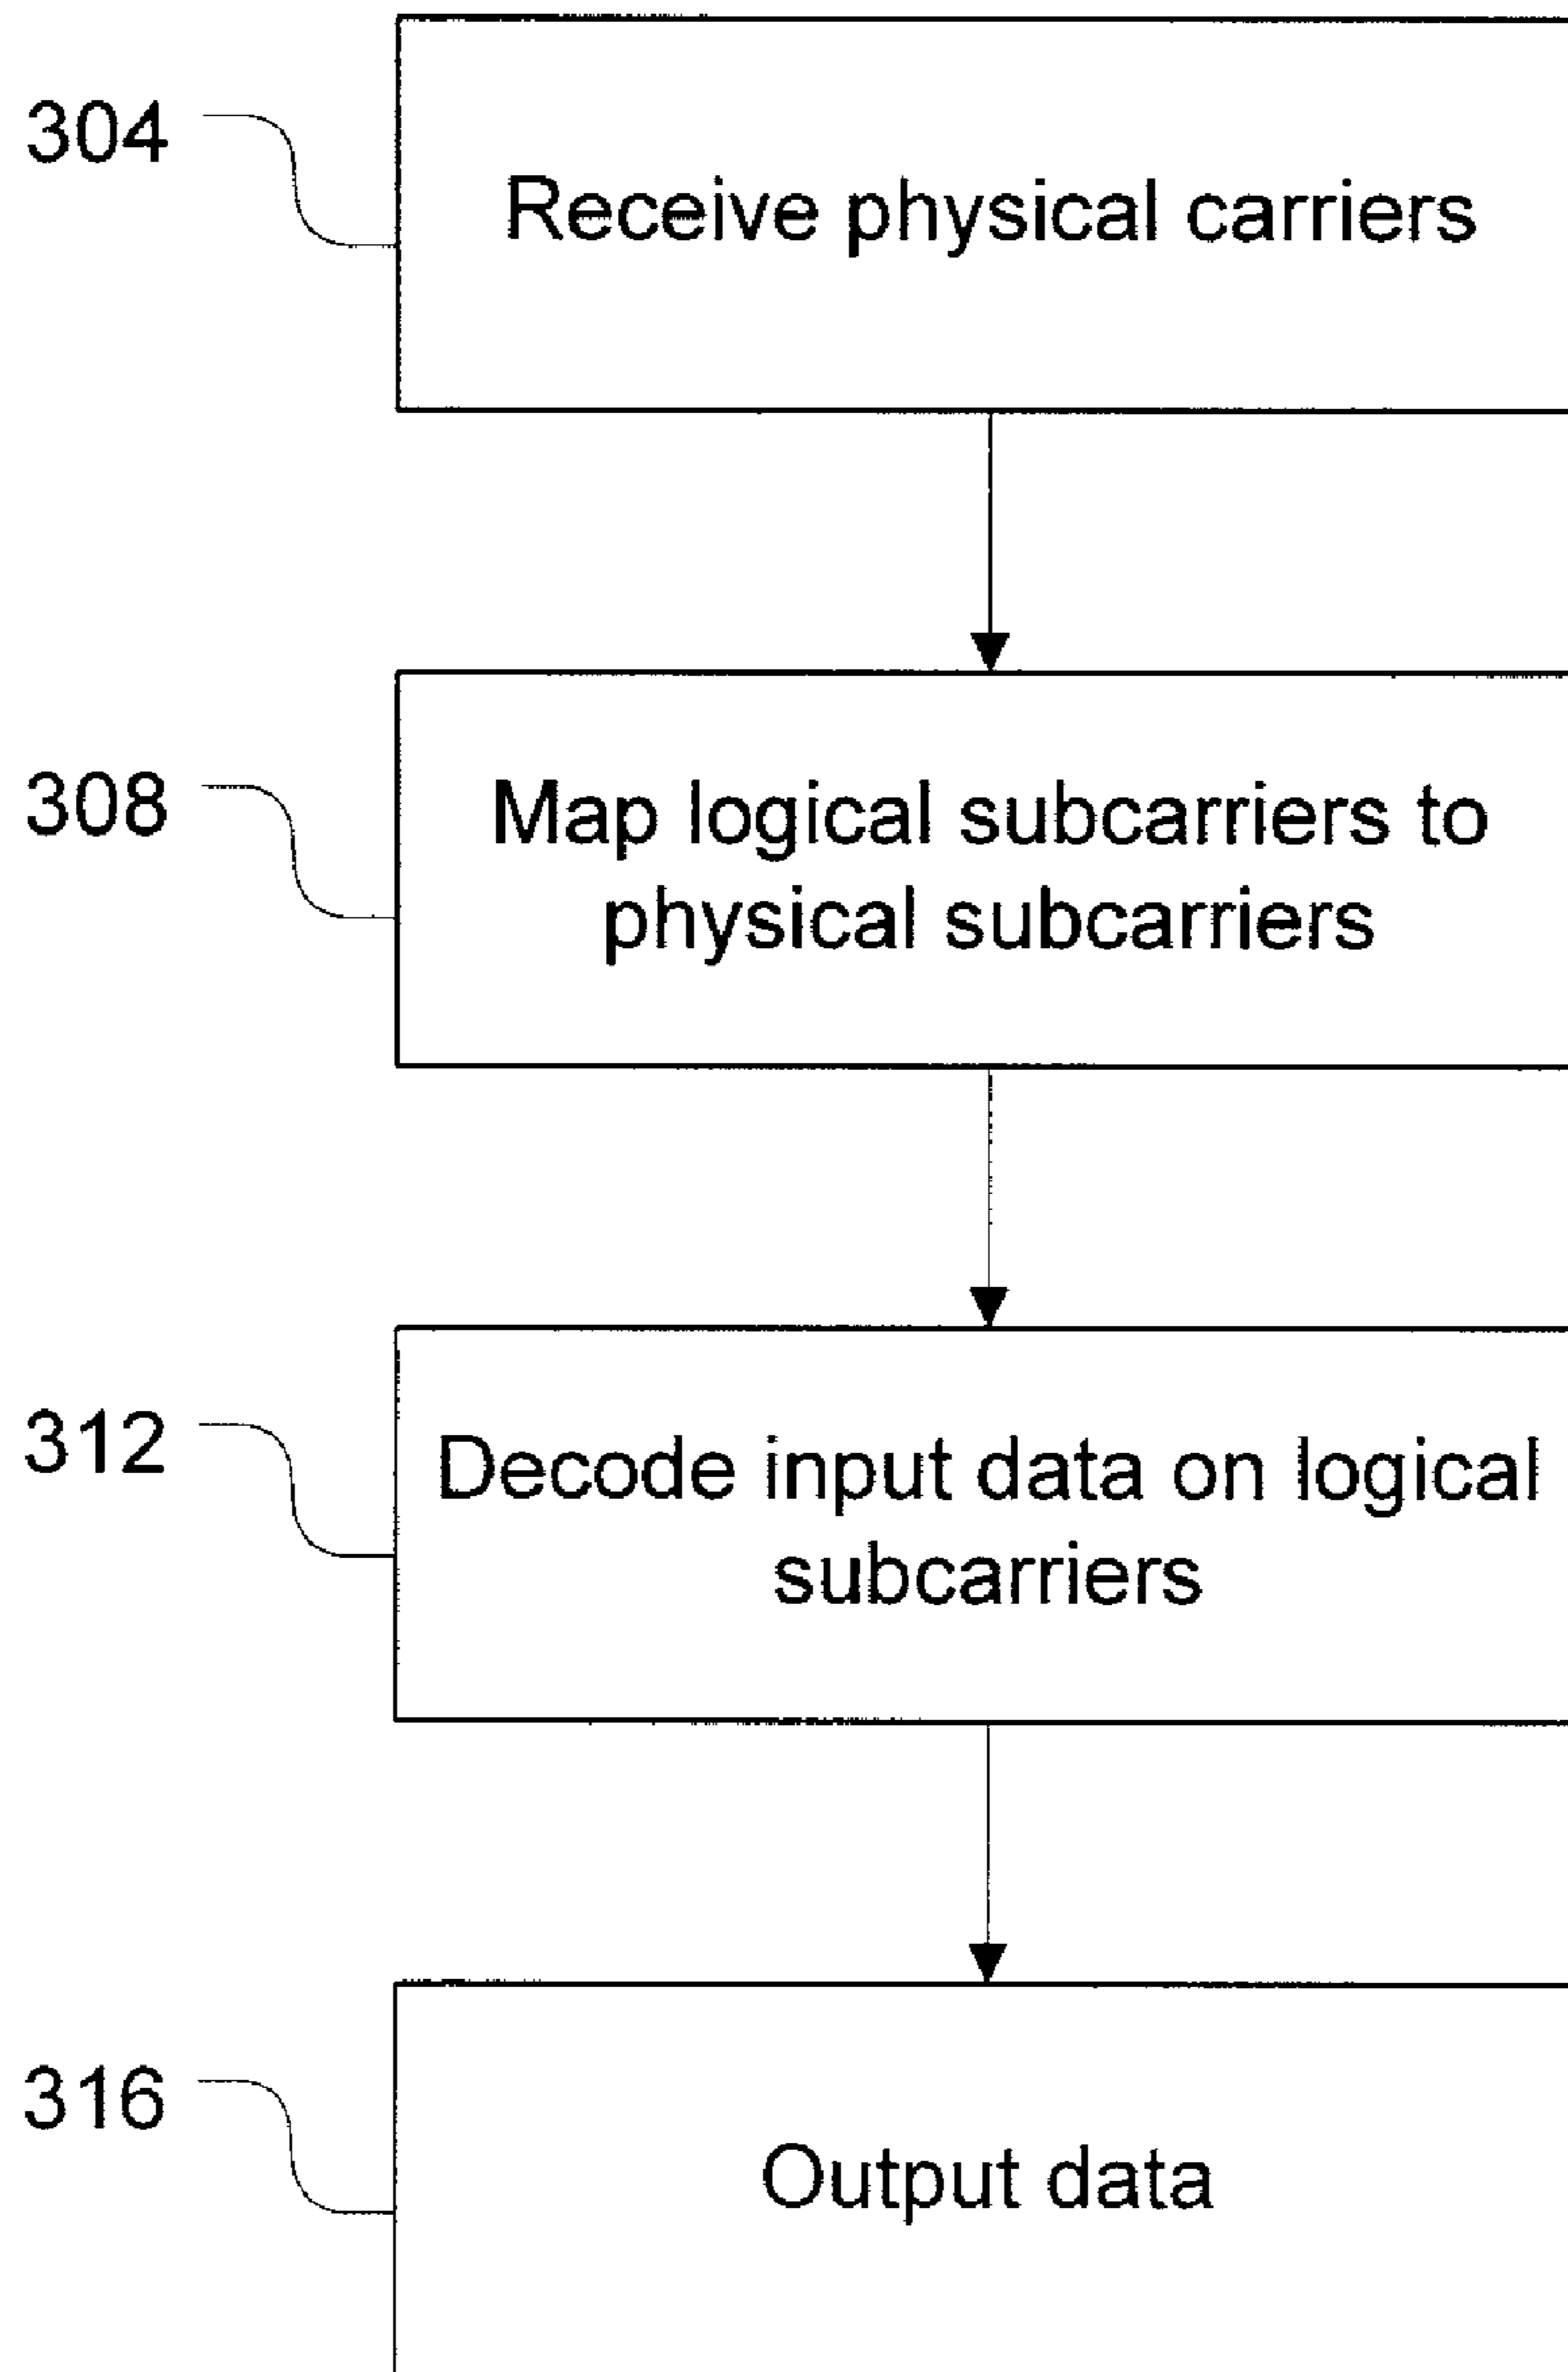 304
Receive physical carriers
308
Map logical subcarriers to
physical subcarriers
312
Decode input data on logical
subcarriers
316
Output data